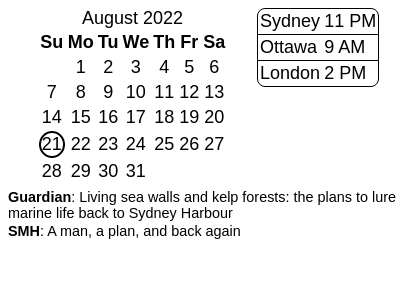 August 2022
Su Mo Tu We Th Fr Sa
1 2 3 4 5 6
7 8 9 10 11 12 13
14 15 16 17 18 19 20
21 22 23 24 25 26 27
28 29 30 31
Sydney 11 PM
Ottawa 9 AM
London 2 PM
Guardian: Living sea walls and kelp forests: the plans to lure
marine life back to Sydney Harbour
SMH: A man, a plan, and back again